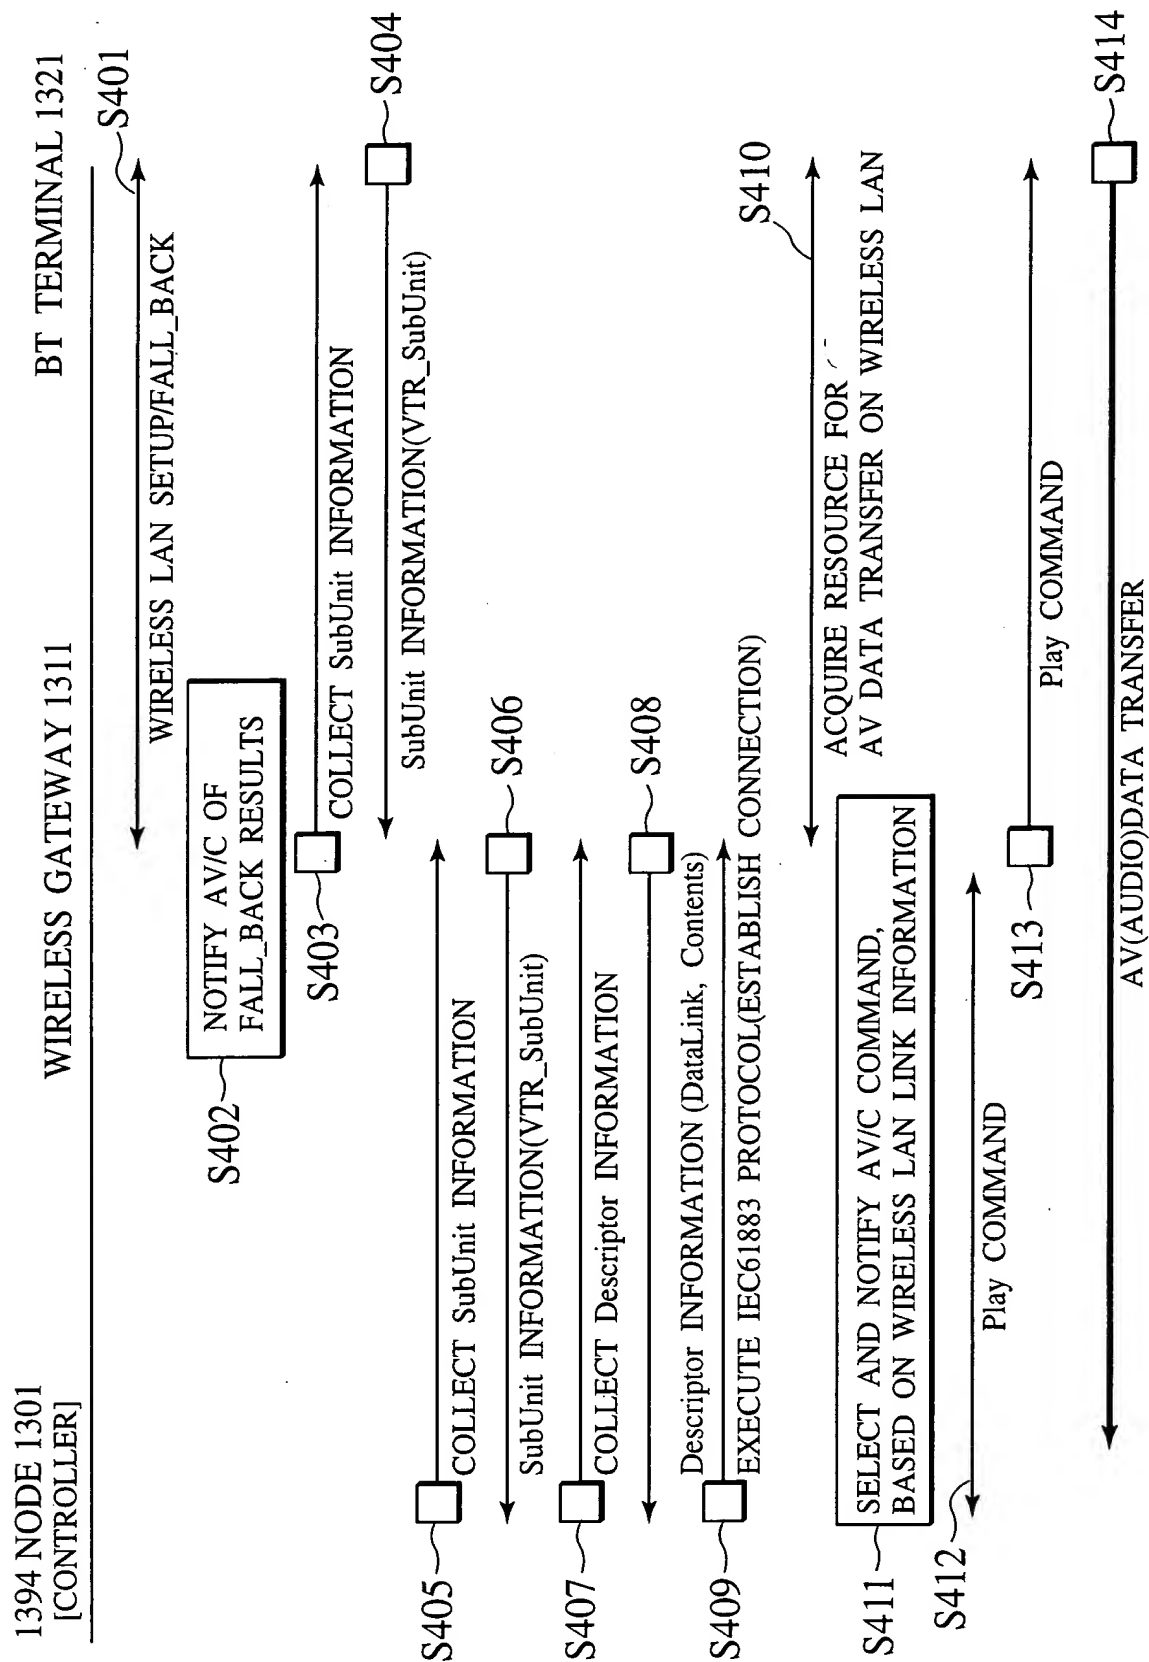 1394 NODE 1301
[CONTROLLER]
WIRELESS GATEWAY 1311
BT TERMINAL 1321
S401
WIRELESS LAN SETUP/FALL_BACK
S402
NOTIFY AV/C OF
FALL_BACK RESULTS
S403
COLLECT SubUnit INFORMATION
S404
SubUnit INFORMATION(VTR_SubUnit)
S405
COLLECT SubUnit INFORMATION
S406
SubUnit INFORMATION(VTR_SubUnit)
S407
COLLECT Descriptor INFORMATION
S408
Descriptor INFORMATION (DataLink, Contents)
S409
EXECUTE IEC61883 PROTOCOL(ESTABLISH CONNECTION)
S410
ACQUIRE RESOURCE FOR
AV DATA TRANSFER ON WIRELESS LAN
S411
SELECT AND NOTIFY AV/C COMMAND,
BASED ON WIRELESS LAN LINK INFORMATION
S412
Play COMMAND
S413
Play COMMAND
S414
AV(AUDIO)DATA TRANSFER